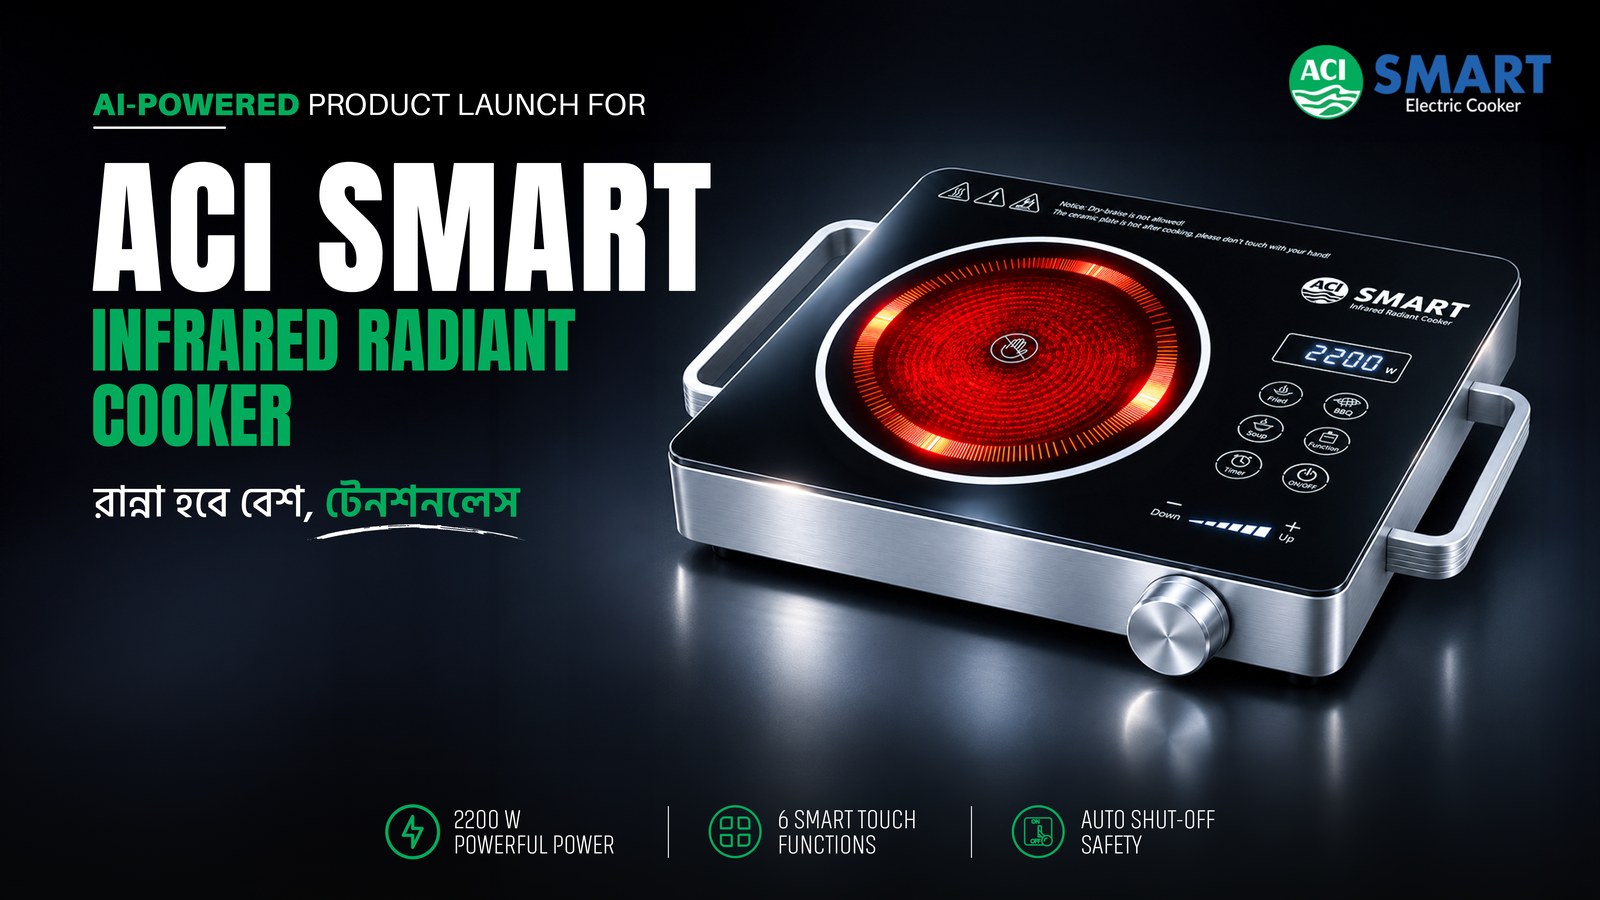 AI-POWERED PRODUCT LAUNCH FOR
ACI SMART
INFRARED RADIANT
COOKER
রান্না হবে বেশ, টেনশনলেস
ACI SMART
Electric Cooker
Notice: Dry-braise is not allowed!
The ceramic plate is hot after cooking, please don't touch with your hand!
ACI SMART
Infrared Radiant Cooker
2200 W
Fried
BBQ
Soup
Function
Timer
ON/OFF
− +
Down Up
2200 W
POWERFUL POWER
6 SMART TOUCH
FUNCTIONS
ON
OFF
AUTO SHUT-OFF
SAFETY